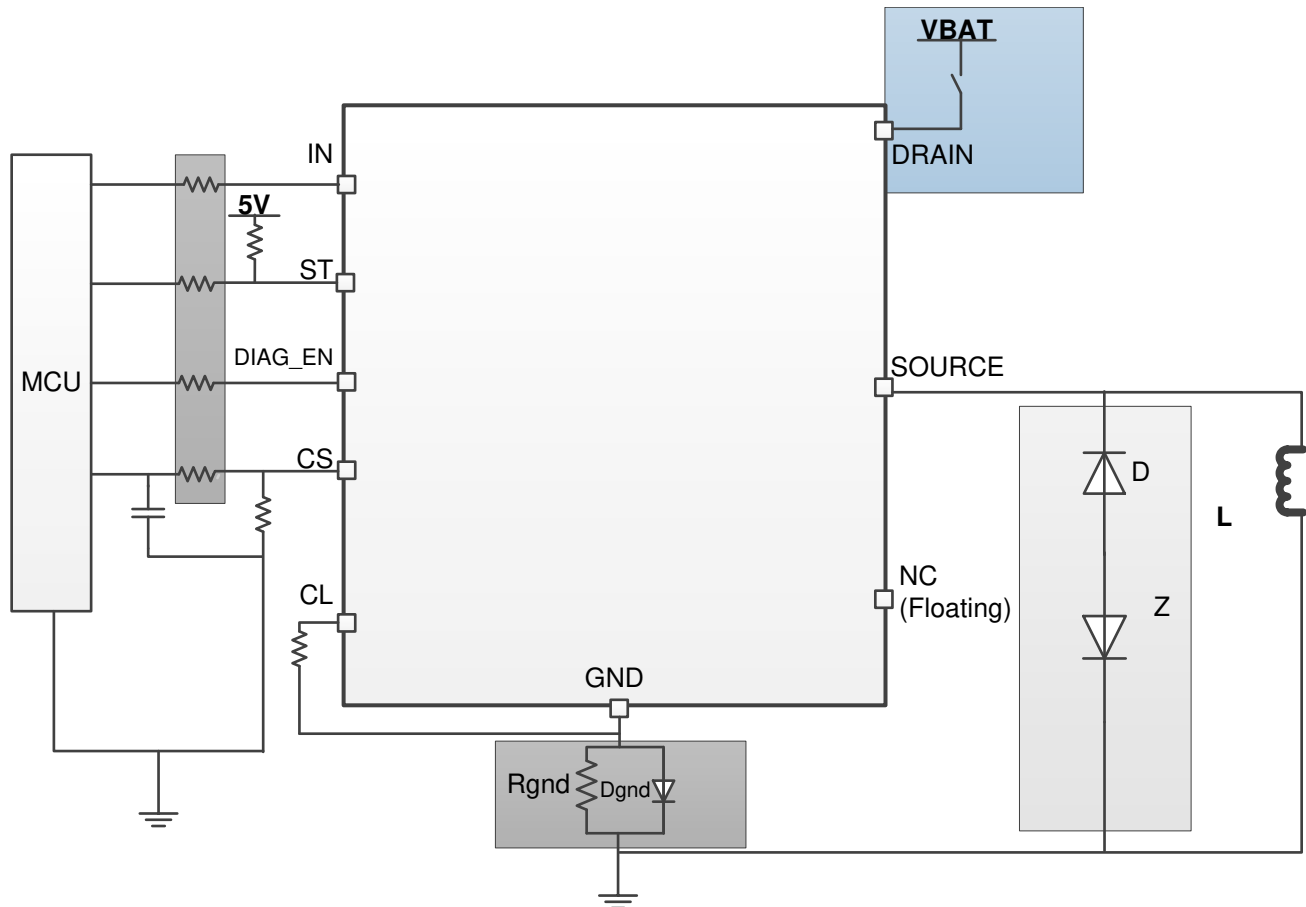 VBAT
IN
DRAIN
5V
ST
DIAG_EN
SOURCE
MCU
CS
D
L
NC
(Floating)
CL
Z
GND
Rgnd
Dgnd